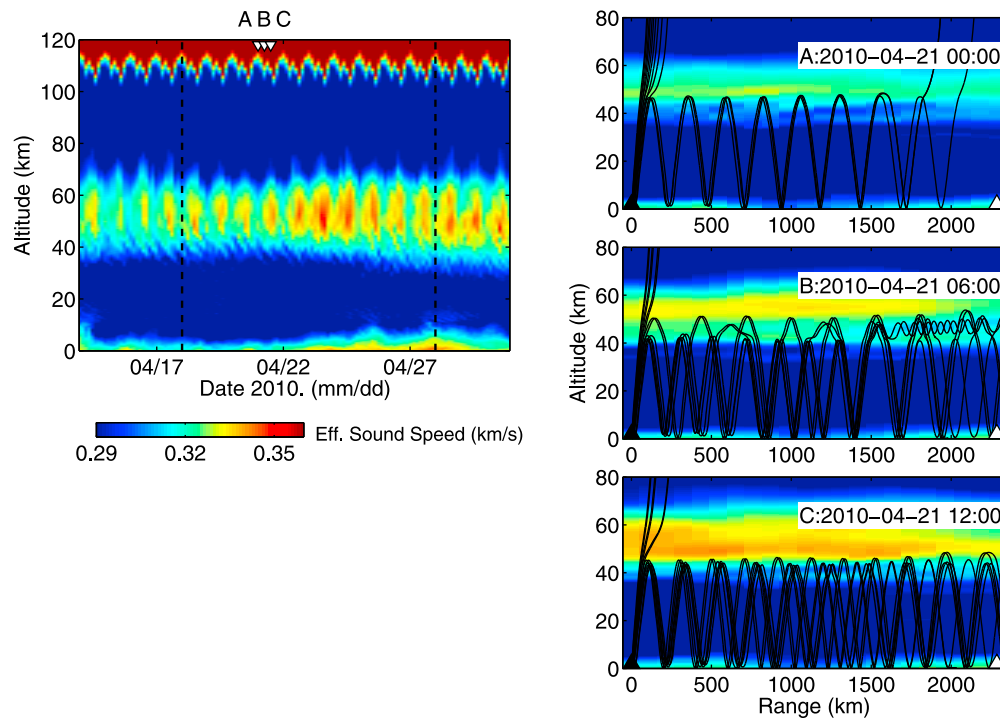 A B C
120
100
80
60
40
20
0
Altitude (km)
04/17 04/22 04/27
Date 2010. (mm/dd)
0.29 0.32 0.35
Eff. Sound Speed (km/s)
80
60
40
20
0
A:2010−04−21 00:00
0 500 1000 1500 2000
80
60
40
20
0
B:2010−04−21 06:00
Altitude (km)
0 500 1000 1500 2000
80
60
40
20
0
C:2010−04−21 12:00
0 500 1000 1500 2000
Range (km)